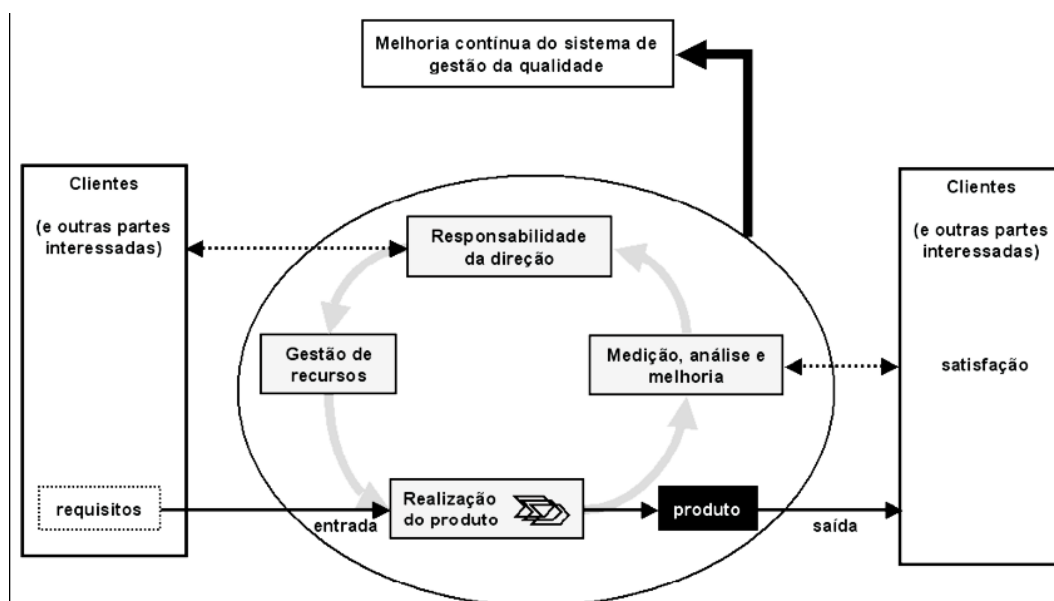 Melhoria contínua do sistema de
gestão da qualidade
Clientes
(e outras partes
interessadas)
Clientes
(e outras partes
interessadas)
Responsabilidade
da direção
Gestão de
recursos
Medição, análise e
melhoria
satisfação
requisitos
entrada
Realização
do produto
produto
saída